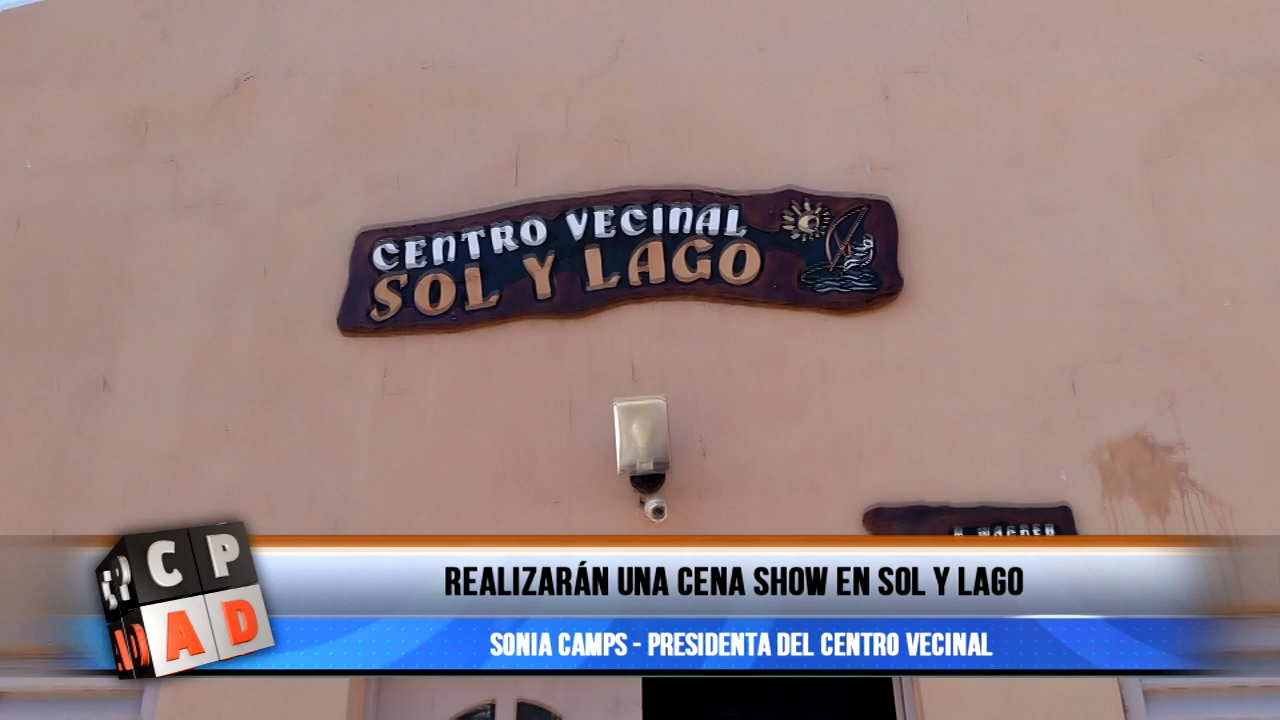 CENTRO VECINAL
SOL Y LAGO
CP
AD
REALIZARÁN UNA CENA SHOW EN SOL Y LAGO
SONIA CAMPS - PRESIDENTA DEL CENTRO VECINAL